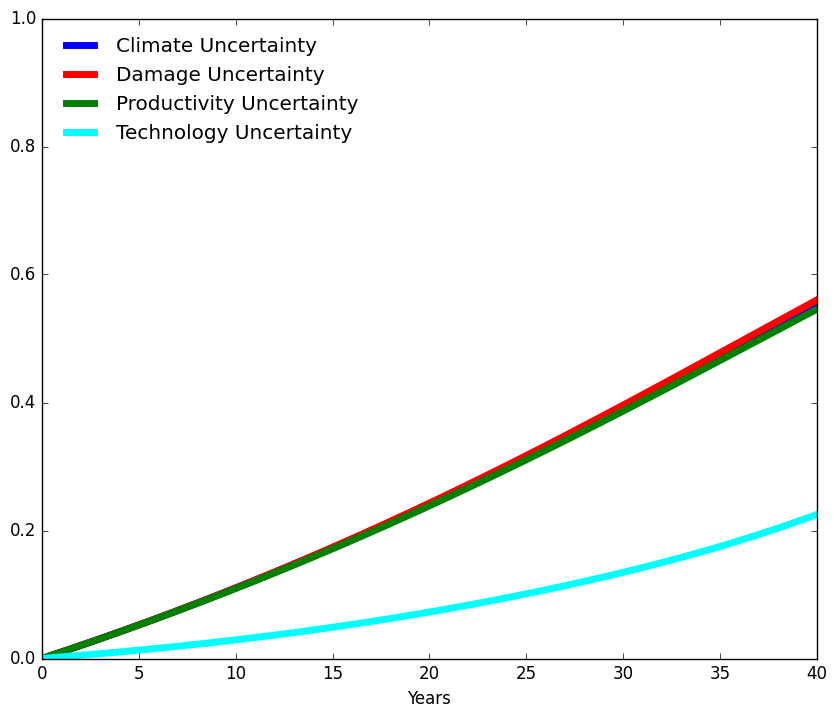 1.0
Climate Uncertainty
Damage Uncertainty
Productivity Uncertainty
Technology Uncertainty
0.8
0.6
0.4
0.2
0.0
0 5 10 15 20 25 30 35 40
Years